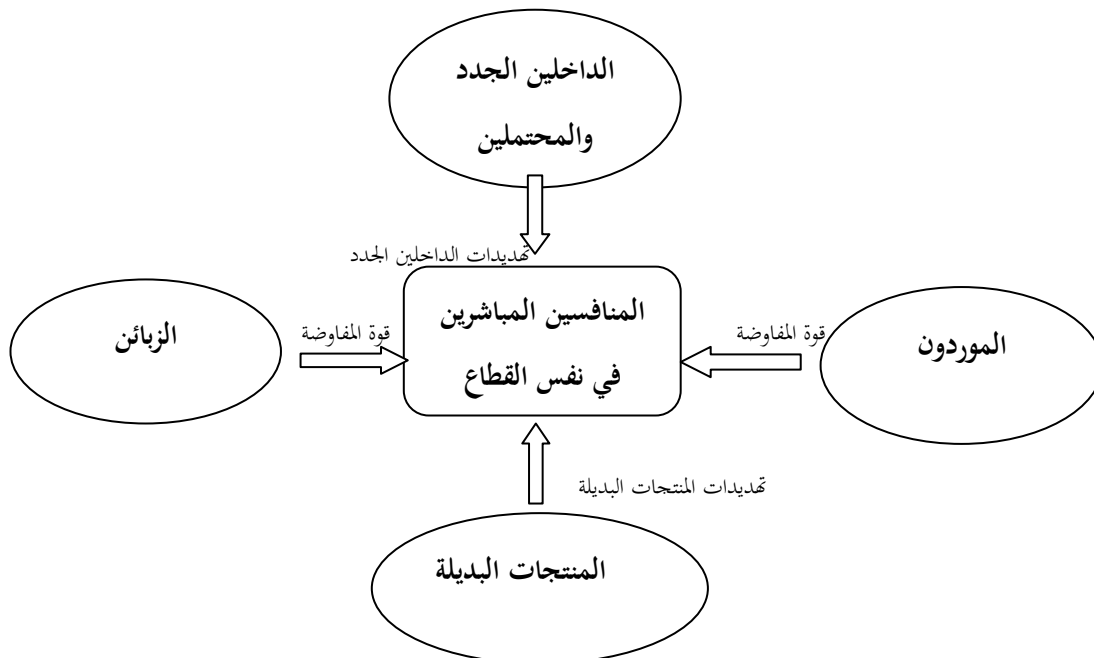 الداخلين الجدد
والمحتملين
تهديدات الداخلين الجدد
المنافسين المباشرين
في نفس القطاع
الموردون
قوة المفاوضة
قوة المفاوضة
الزبائن
تهديدات المنتجات البديلة
المنتجات البديلة